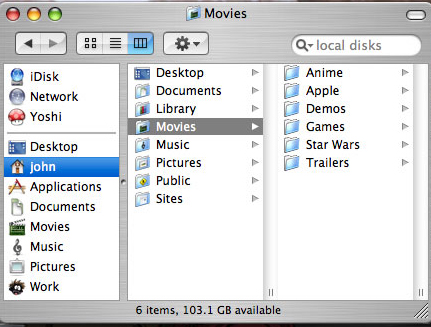 Movies
local disks
iDisk
Network
Yoshi
Desktop
john
Applications
Documents
Movies
Music
Pictures
Work
Desktop
Documents
Library
Movies
Music
Pictures
Public
Sites
Anime
Apple
Demos
Games
Star Wars
Trailers
6 items, 103.1 GB available